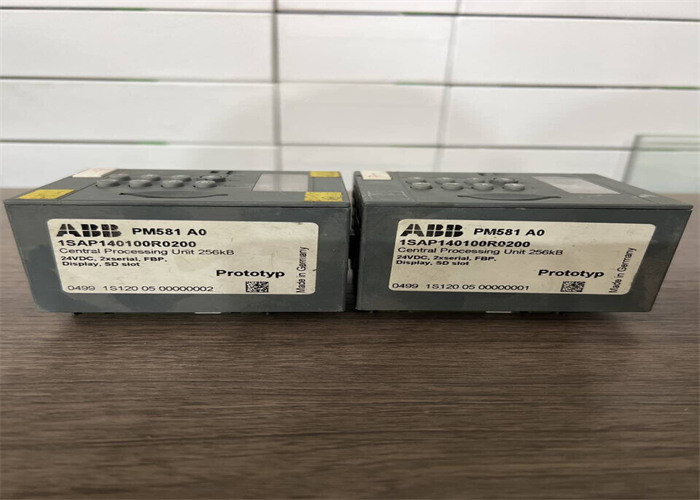 ABB PM581 A0
1SAP140100R0200
Central Processing Unit 256kB
24VDC, 2xserial, FBP,
Display, SD slot
Prototyp
Made in Germany
0499 1S120 05 00000002
ABB PM581 A0
1SAP140100R0200
Central Processing Unit 256kB
24VDC, 2xserial, FBP,
Display, SD slot
Prototyp
Made in Germany
0499 1S120 05 00000001